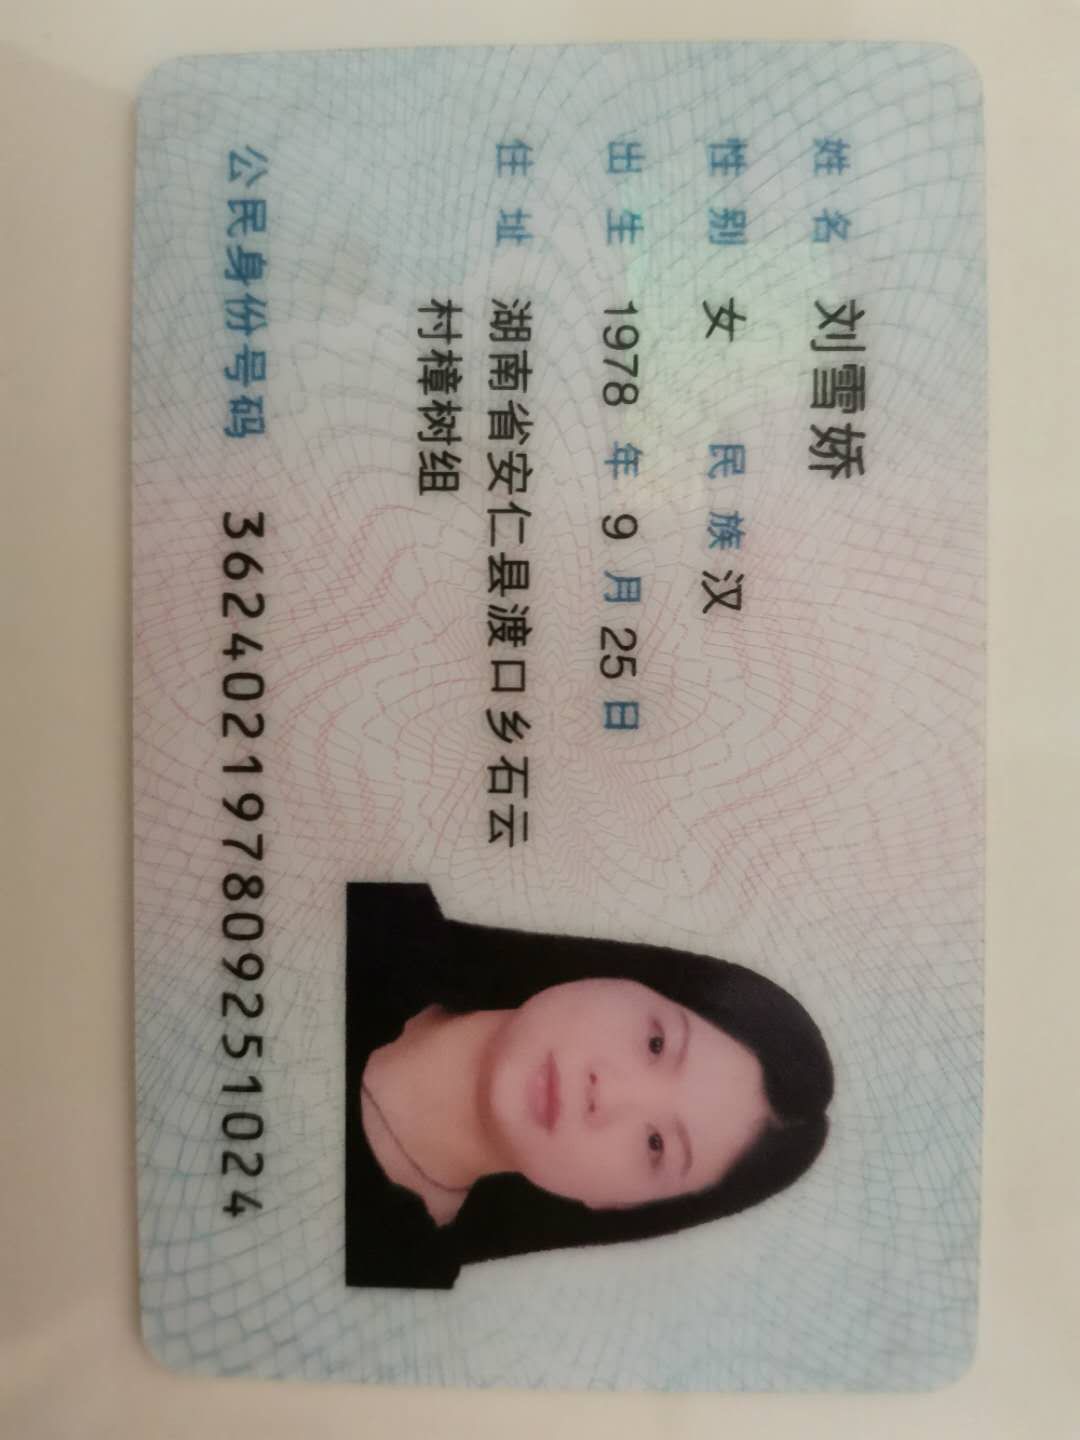 姓名 刘雪娇
性别 女 民族 汉
出生 1978 年 9 月 25 日
住址 湖南省安仁县渡口乡石云
村樟树组
公民身份号码 362402197809251024